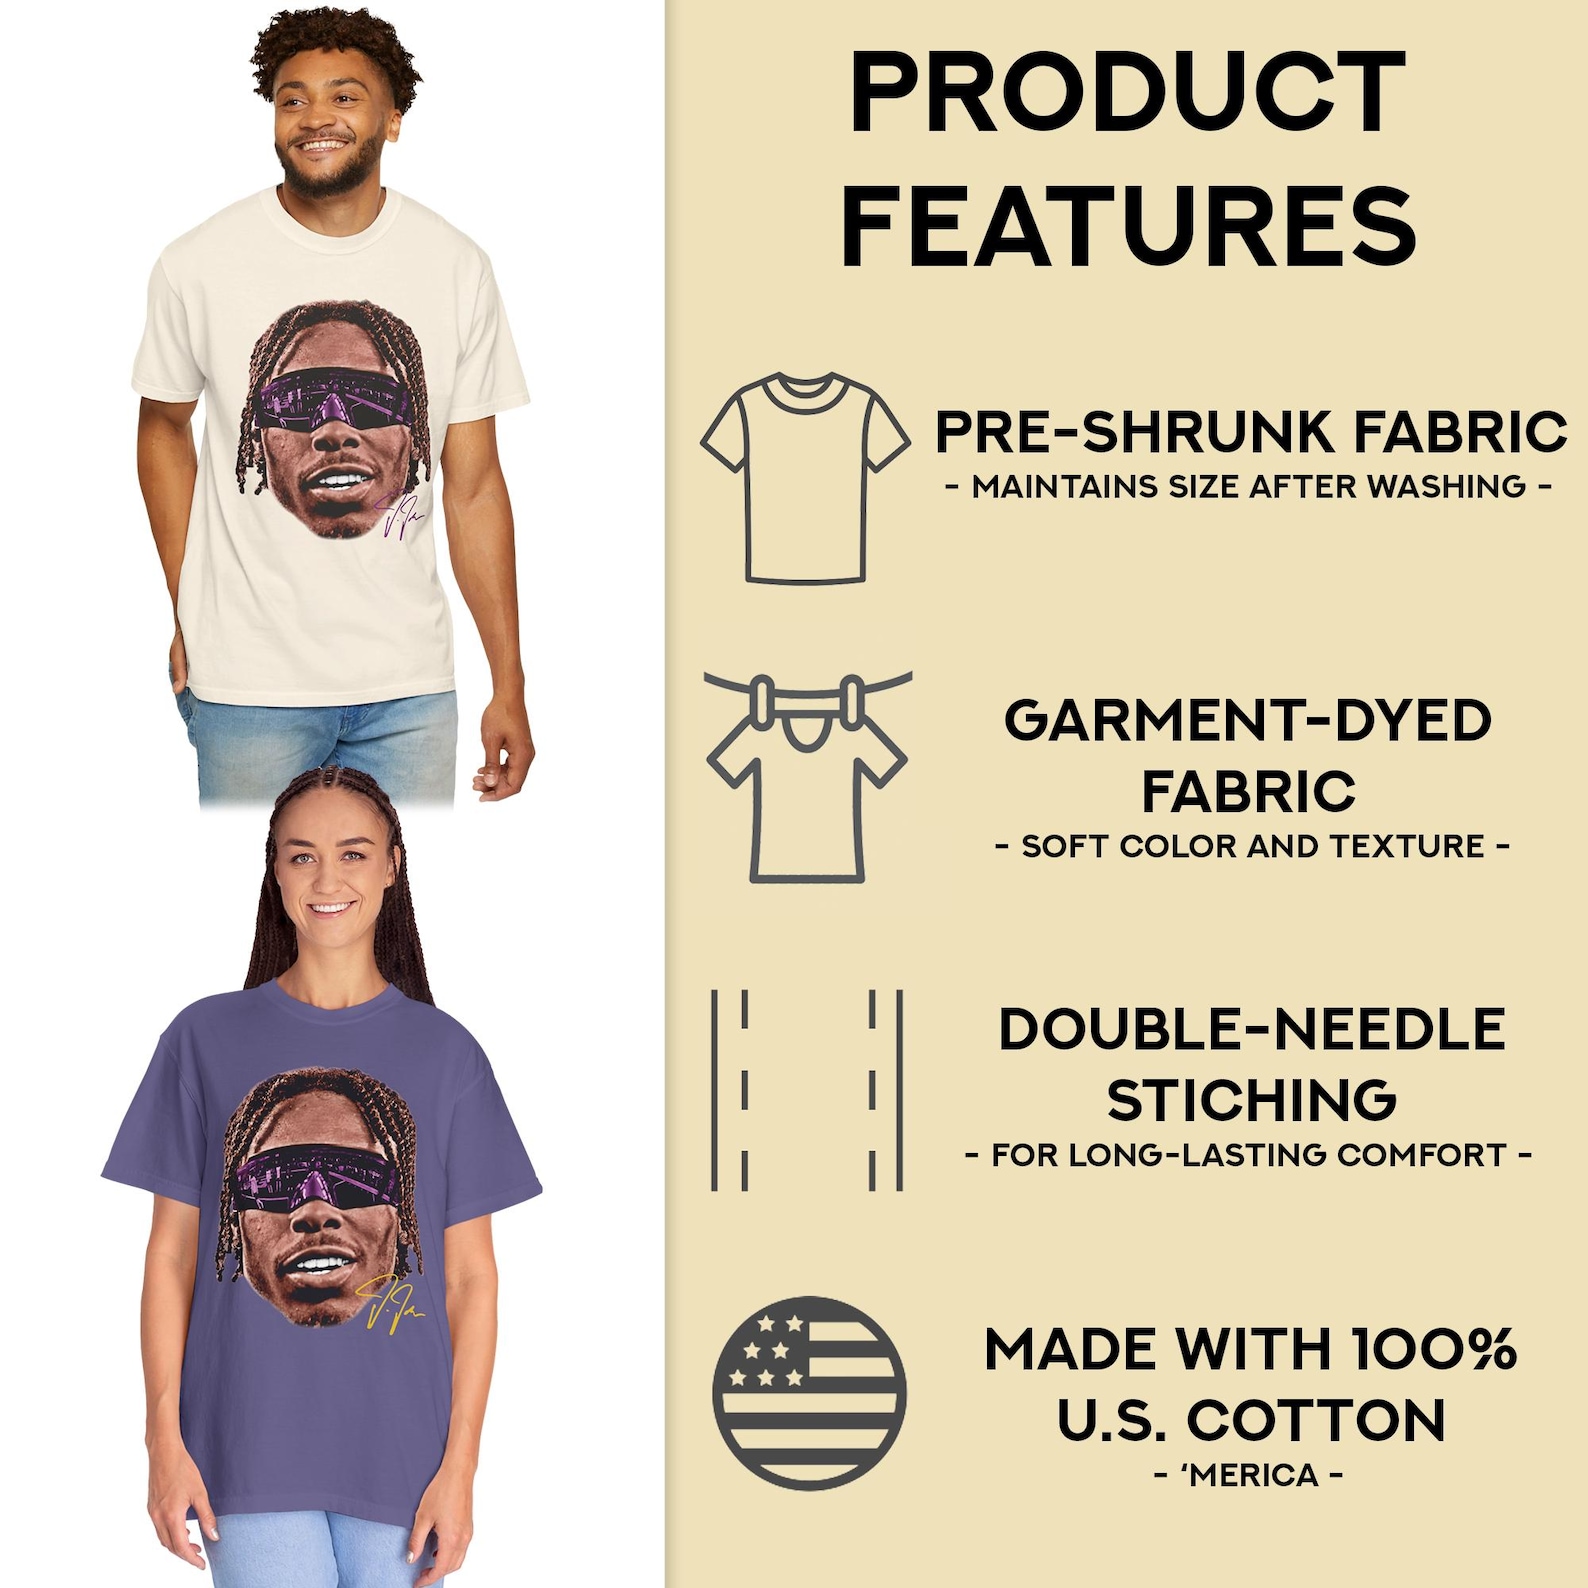 PRODUCT
FEATURES
PRE-SHRUNK FABRIC
- MAINTAINS SIZE AFTER WASHING -
GARMENT-DYED
FABRIC
- SOFT COLOR AND TEXTURE -
DOUBLE-NEEDLE
STICHING
- FOR LONG-LASTING COMFORT -
MADE WITH 100%
U.S. COTTON
- ‘MERICA -